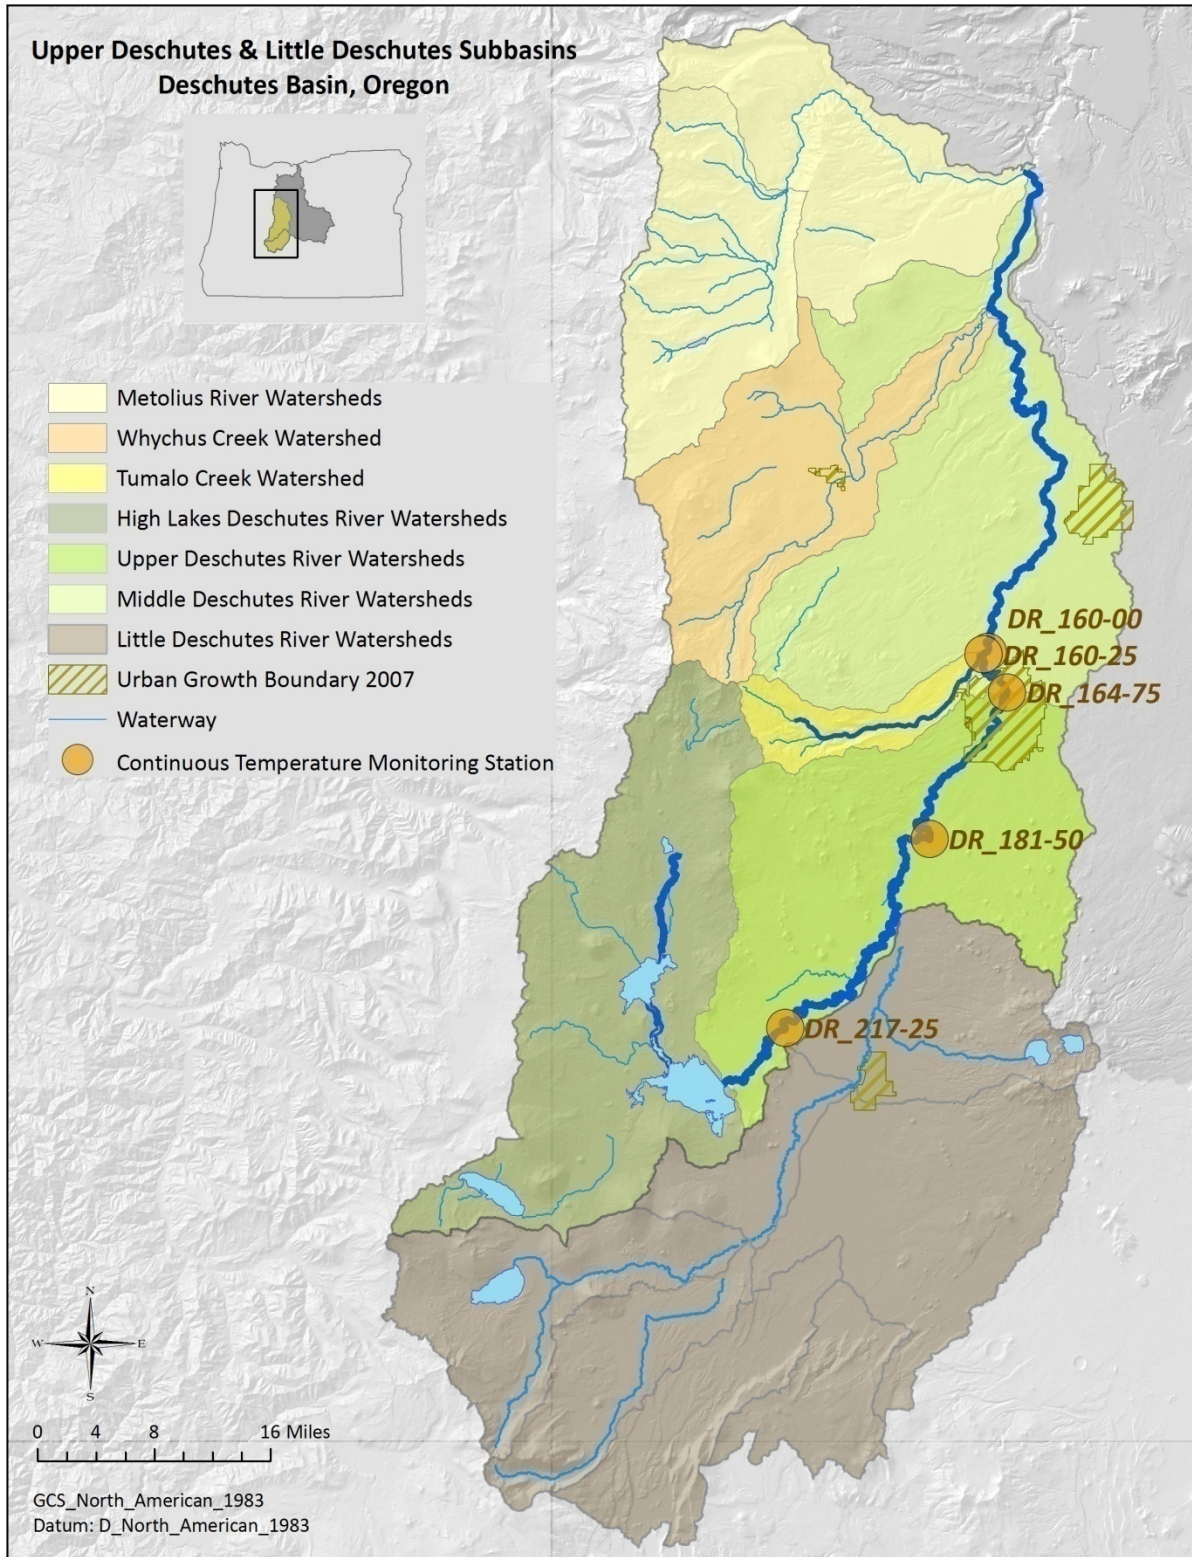 Upper Deschutes & Little Deschutes Subbasins
Deschutes Basin, Oregon
Metolius River Watersheds
Whychus Creek Watershed
Tumalo Creek Watershed
High Lakes Deschutes River Watersheds
Upper Deschutes River Watersheds
Middle Deschutes River Watersheds
Little Deschutes River Watersheds
Urban Growth Boundary 2007
Waterway
Continuous Temperature Monitoring Station
DR_160-00
DR_160-25
DR_164-75
DR_181-50
DR_217-25
N
W E
S
0 4 8 16 Miles
GCS_North_American_1983
Datum: D_North_American_1983